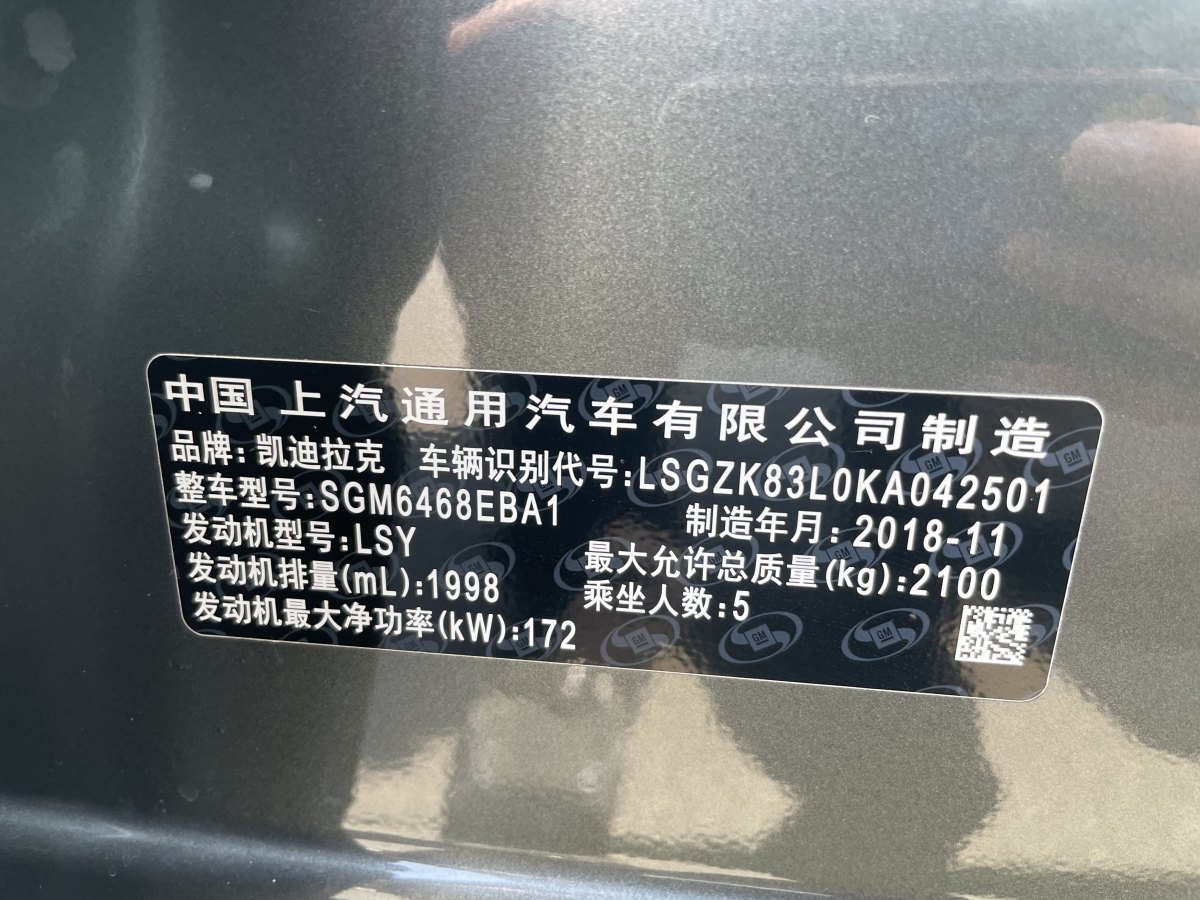 中国 上汽通用汽车有限公司制造
品牌:凯迪拉克 车辆识别代号:LSGZK83L0KA042501
整车型号:SGM6468EBA1 制造年月:2018-11
发动机型号:LSY 最大允许总质量(kg):2100
发动机排量(mL):1998 乘坐人数:5
发动机最大净功率(kW):172